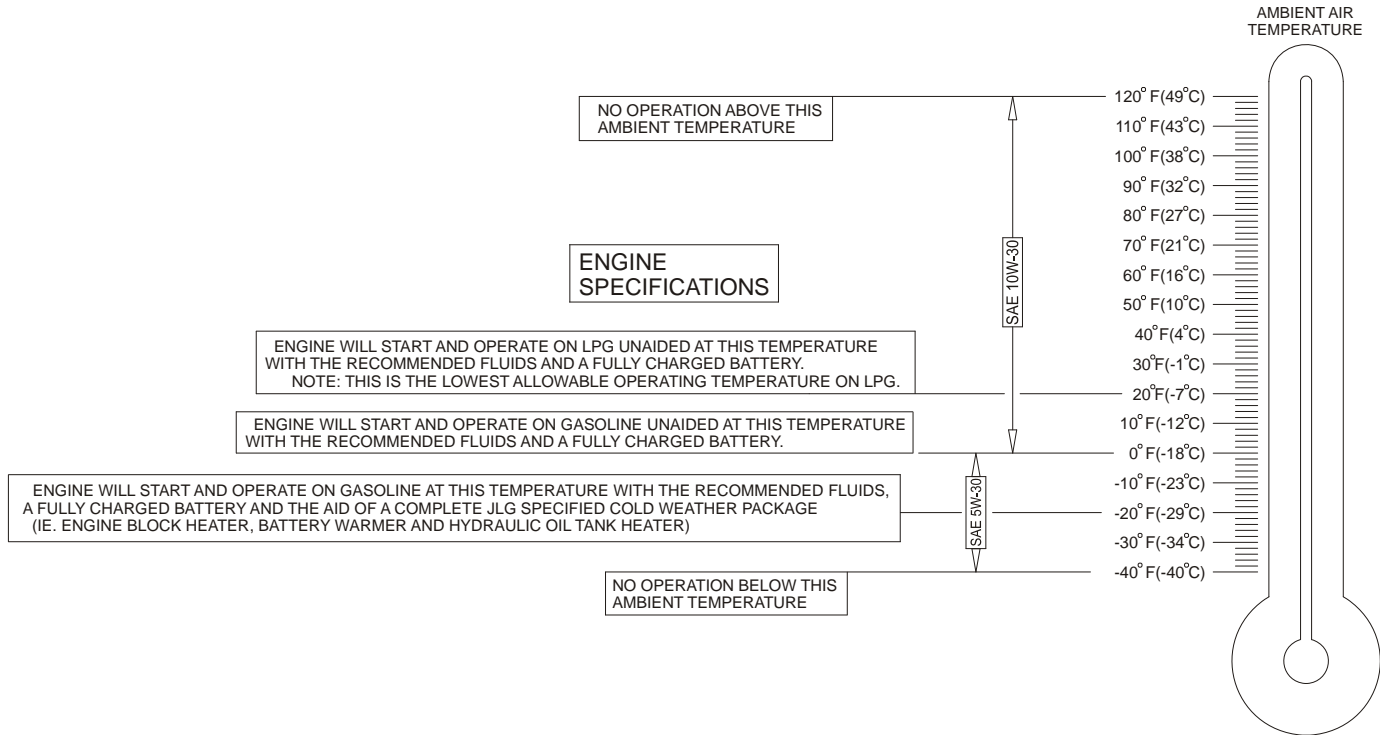 AMBIENT AIR
TEMPERATURE
120° F(49°C)
NO OPERATION ABOVE THIS
AMBIENT TEMPERATURE
110° F(43°C)
100° F(38°C)
90° F(32°C)
80° F(27°C)
70° F(21°C)
ENGINE
SPECIFICATIONS
SAE 10W-30
60° F(16°C)
50° F(10°C)
40°F(4°C)
ENGINE WILL START AND OPERATE ON LPG UNAIDED AT THIS TEMPERATURE
WITH THE RECOMMENDED FLUIDS AND A FULLY CHARGED BATTERY.
NOTE: THIS IS THE LOWEST ALLOWABLE OPERATING TEMPERATURE ON LPG.
30°F(-1°C)
20°F(-7°C)
10°F(-12°C)
ENGINE WILL START AND OPERATE ON GASOLINE UNAIDED AT THIS TEMPERATURE
WITH THE RECOMMENDED FLUIDS AND A FULLY CHARGED BATTERY.
0° F(-18°C)
-10° F(-23°C)
ENGINE WILL START AND OPERATE ON GASOLINE AT THIS TEMPERATURE WITH THE RECOMMENDED FLUIDS,
A FULLY CHARGED BATTERY AND THE AID OF A COMPLETE JLG SPECIFIED COLD WEATHER PACKAGE
(IE. ENGINE BLOCK HEATER, BATTERY WARMER AND HYDRAULIC OIL TANK HEATER)
SAE 5W-30
-20° F(-29°C)
-30° F(-34°C)
-40° F(-40°C)
NO OPERATION BELOW THIS
AMBIENT TEMPERATURE